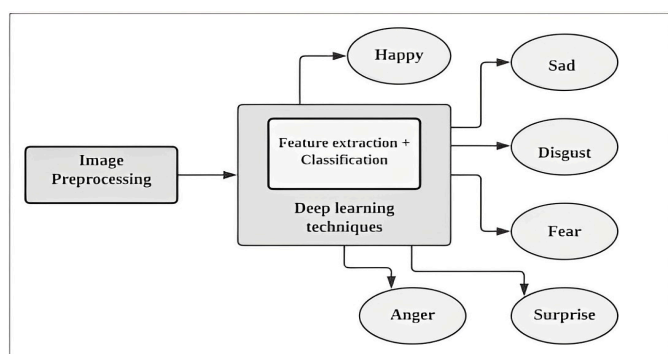 Happy
Sad
Image
Preprocessing
Feature extraction +
Classification
Deep learning
techniques
Disgust
Fear
Anger
Surprise